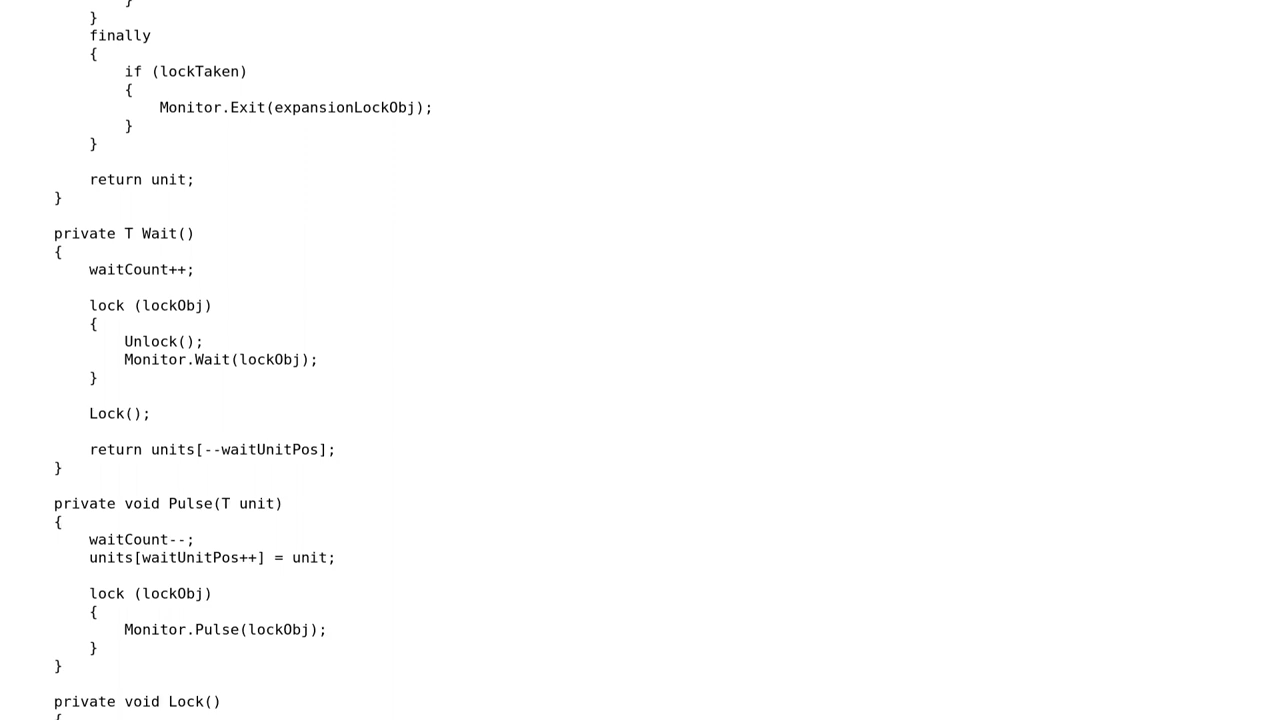 }
}
finally
{
if (lockTaken)
{
Monitor.Exit(expansionLockObj);
}
}
return unit;
}
private T Wait()
{
waitCount++;
lock (lockObj)
{
Unlock();
Monitor.Wait(lockObj);
}
Lock();
return units[--waitUnitPos];
}
private void Pulse(T unit)
{
waitCount--;
units[waitUnitPos++] = unit;
lock (lockObj)
{
Monitor.Pulse(lockObj);
}
}
private void Lock()
{